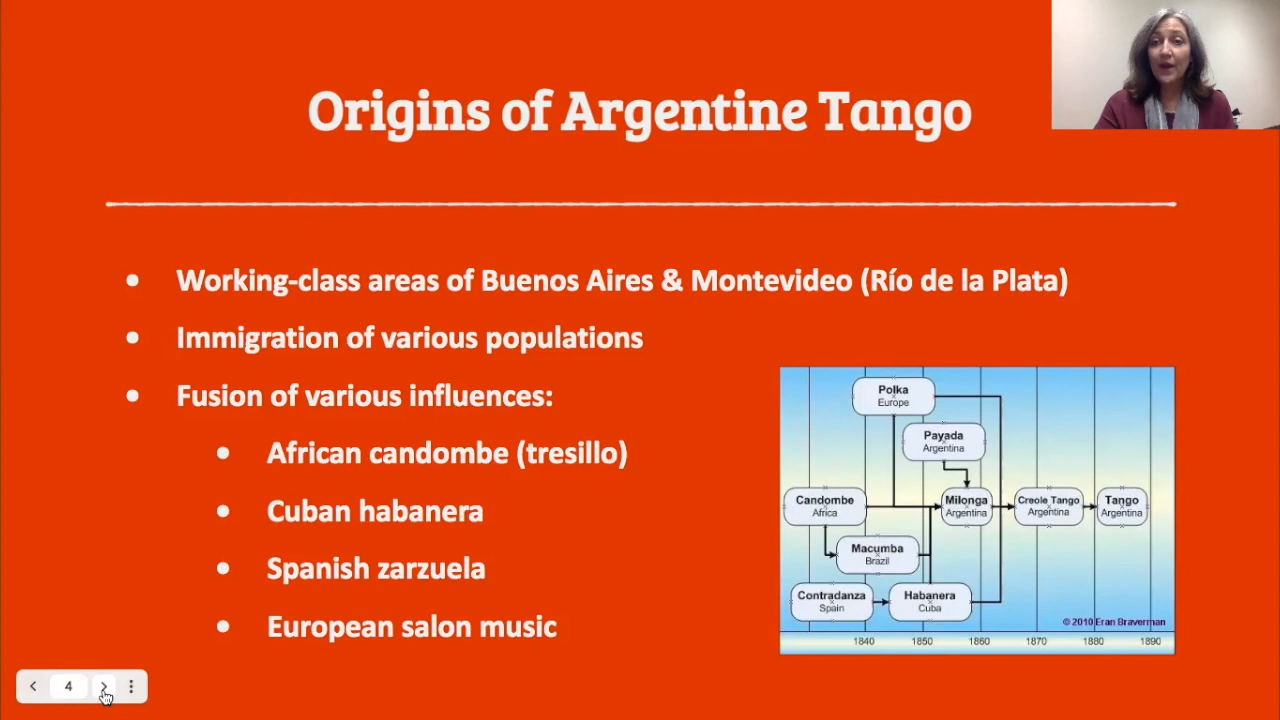 Origins of Argentine Tango
Working-class areas of Buenos Aires & Montevideo (Río de la Plata)
Immigration of various populations
Fusion of various influences:
African candombe (tresillo)
Cuban habanera
Spanish zarzuela
European salon music
Polka
Europe
Payada
Argentina
Candombe
Africa
Milonga
Argentina
Creole Tango
Argentina
Tango
Argentina
Macumba
Brazil
Contradanza
Spain
Habanera
Cuba
© 2010 Eran Braverman
1840 1850 1860 1870 1880 1890
4